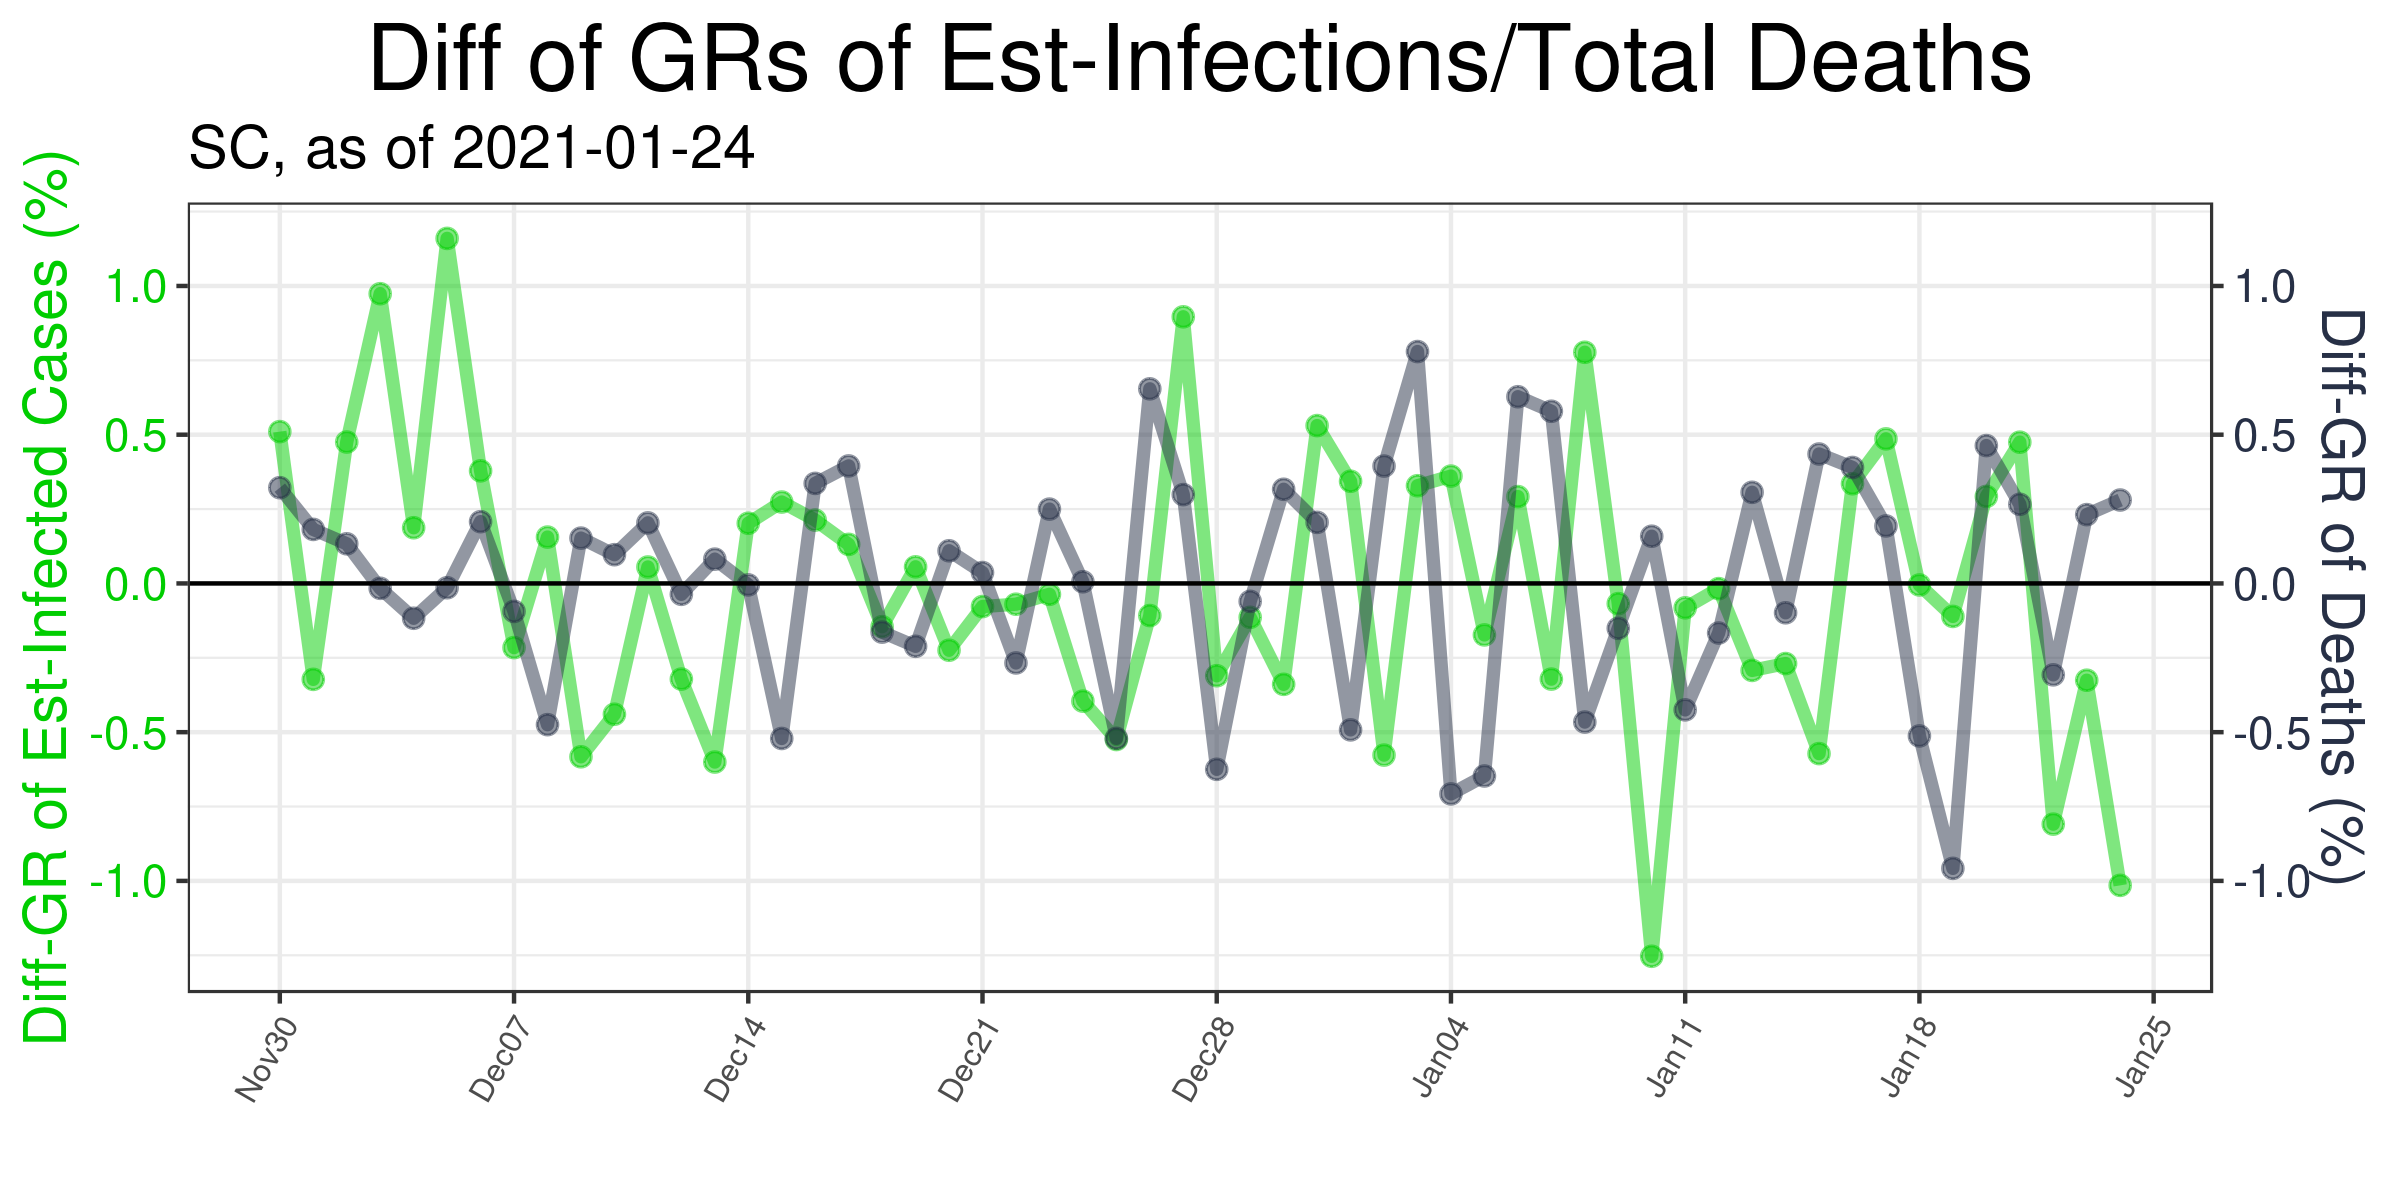 Diff of GRs of Est-Infections/Total Deaths
SC, as of 2021-01-24
Diff-GR of Est-Infected Cases (%)
1.0
0.5
0.0
-0.5
-1.0
1.0
0.5
0.0
-0.5
-1.0
Diff-GR of Deaths (%)
Nov30
Dec07
Dec14
Dec21
Dec28
Jan04
Jan11
Jan18
Jan25